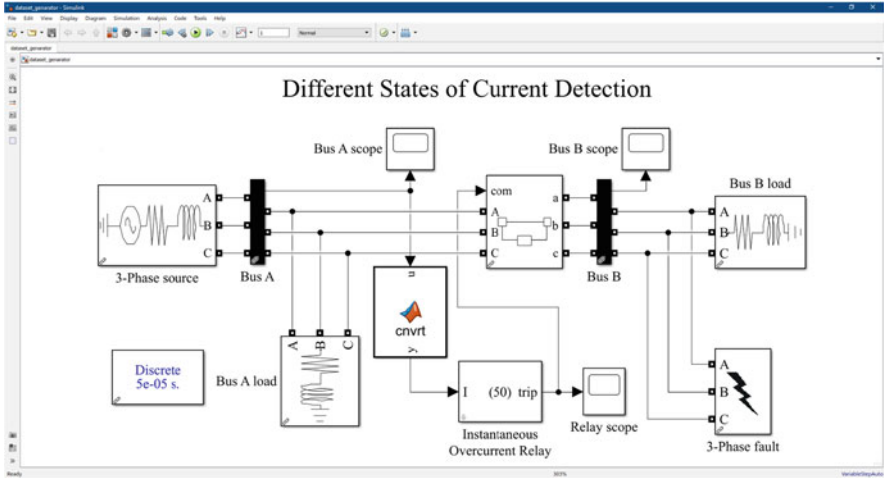 dataset_generator - Simulink
File Edit View Display Diagram Simulation Analysis Code Tools Help
1
Normal
dataset_generator
dataset_generator
Different States of Current Detection
Bus A scope
Bus B scope
Bus B load
com
A
B
C
A
B
C
a
b
c
A
B
C
3-Phase source
Bus A
Bus B
u
cnvrt
y
A
B
C
Discrete
5e-05 s.
Bus A load
I (50) trip
Instantaneous
Overcurrent Relay
Relay scope
A
B
C
3-Phase fault
Ready
303%
VariableStepAuto